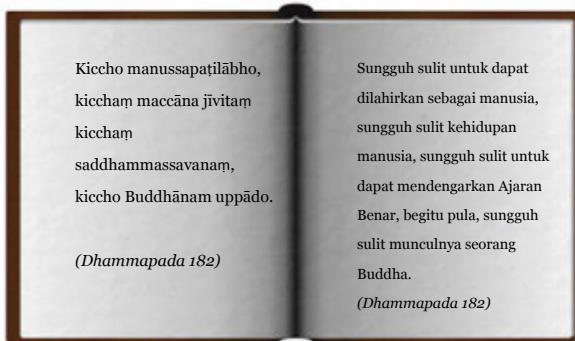 Kiccho manussapaṭilābho,
kicchaṃ maccāna jīvitaṃ
kicchaṃ
saddhammassavanaṃ,
kiccho Buddhānam uppādo.
(Dhammapada 182)
Sungguh sulit untuk dapat
dilahirkan sebagai manusia,
sungguh sulit kehidupan
manusia, sungguh sulit untuk
dapat mendengarkan Ajaran
Benar, begitu pula, sungguh
sulit munculnya seorang
Buddha.
(Dhammapada 182)